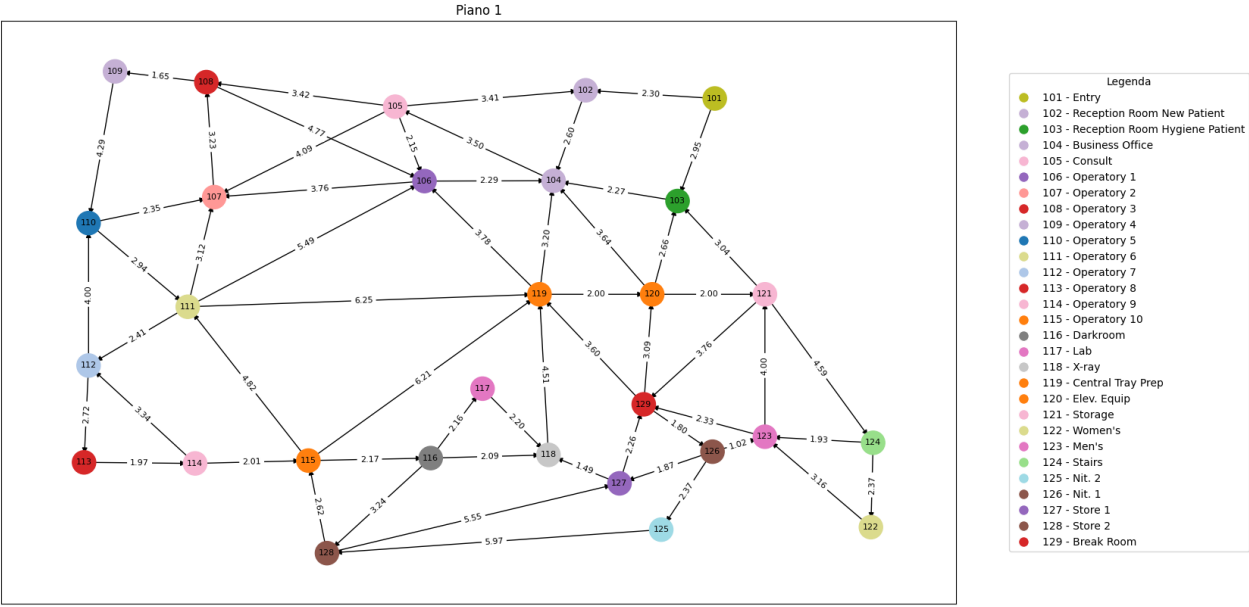 Piano 1
109
1.65
108
3.42
105
3.41
102
2.30
101
4.29
3.23
4.77
4.09
2.15
3.50
2.60
2.95
107
3.76
106
2.29
104
2.27
103
110
2.35
2.94
3.12
5.49
3.78
3.20
3.64
2.66
3.04
4.00
111
6.25
119
2.00
120
2.00
121
2.41
112
4.82
6.21
4.51
3.60
3.09
3.76
4.00
4.59
2.72
3.34
117
129
2.16
2.20
2.33
1.80
113
1.97
114
2.01
115
2.17
116
2.09
118
1.49
127
2.26
1.87
126
1.02
123
1.93
124
2.62
3.24
5.55
2.37
3.16
2.37
128
5.97
125
122
Legenda
101 - Entry
102 - Reception Room New Patient
103 - Reception Room Hygiene Patient
104 - Business Office
105 - Consult
106 - Operatory 1
107 - Operatory 2
108 - Operatory 3
109 - Operatory 4
110 - Operatory 5
111 - Operatory 6
112 - Operatory 7
113 - Operatory 8
114 - Operatory 9
115 - Operatory 10
116 - Darkroom
117 - Lab
118 - X-ray
119 - Central Tray Prep
120 - Elev. Equip
121 - Storage
122 - Women's
123 - Men's
124 - Stairs
125 - Nit. 2
126 - Nit. 1
127 - Store 1
128 - Store 2
129 - Break Room